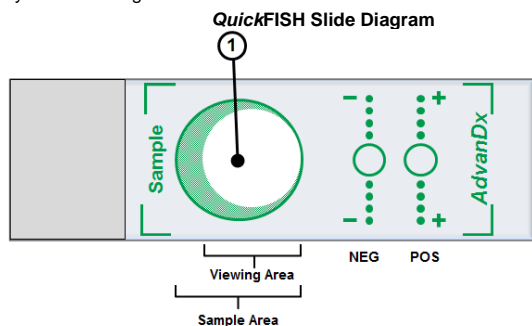 QuickFISH Slide Diagram
1
Sample
- +
AdvanDx
- +
NEG POS
Viewing Area
Sample Area